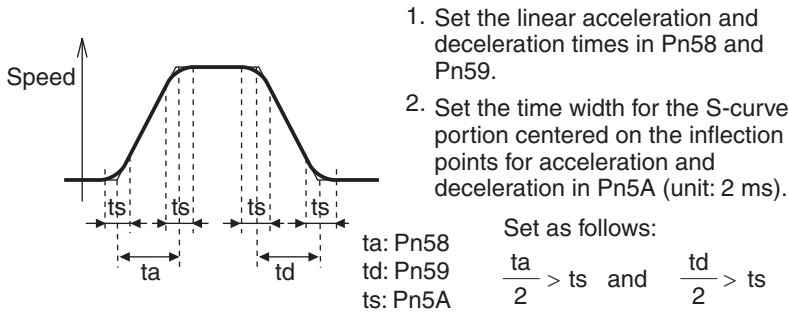 Speed
ts ts ts ts
ta td
ta: Pn58
td: Pn59
ts: Pn5A
1. Set the linear acceleration and
deceleration times in Pn58 and
Pn59.
2. Set the time width for the S-curve
portion centered on the inflection
points for acceleration and
deceleration in Pn5A (unit: 2 ms).
Set as follows:
ta/2 > ts and td/2 > ts